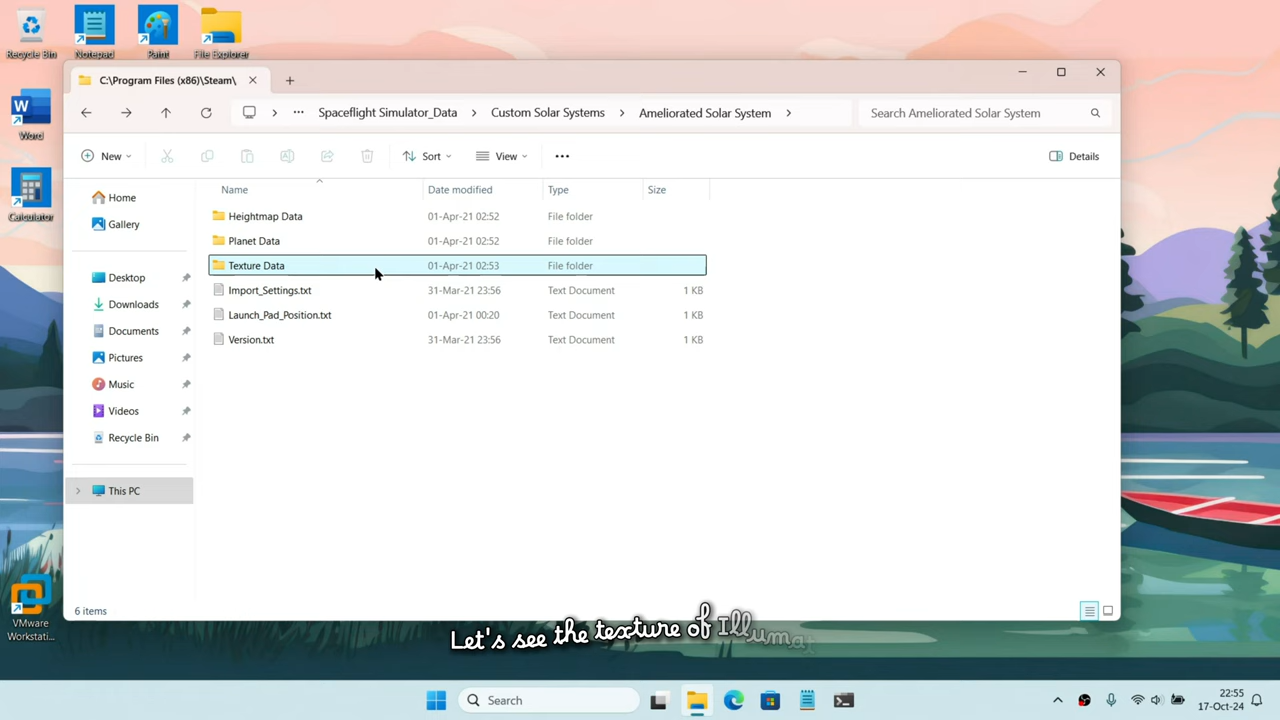 Recycle Bin
Notepad
Paint
File Explorer
Word
Calculator
VMware
Workstati...
C:\Program Files (x86)\Steam\
Spaceflight Simulator_Data
Custom Solar Systems
Ameliorated Solar System
Search Ameliorated Solar System
New
Sort
View
Details
Home
Gallery
Desktop
Downloads
Documents
Pictures
Music
Videos
Recycle Bin
This PC
Name Date modified Type Size
Heightmap Data 01-Apr-21 02:52 File folder
Planet Data 01-Apr-21 02:52 File folder
Texture Data 01-Apr-21 02:53 File folder
Import_Settings.txt 31-Mar-21 23:56 Text Document 1 KB
Launch_Pad_Position.txt 01-Apr-21 00:20 Text Document 1 KB
Version.txt 31-Mar-21 23:56 Text Document 1 KB
6 items
Let's see the texture of Illumat
Search
22:55
17-Oct-24